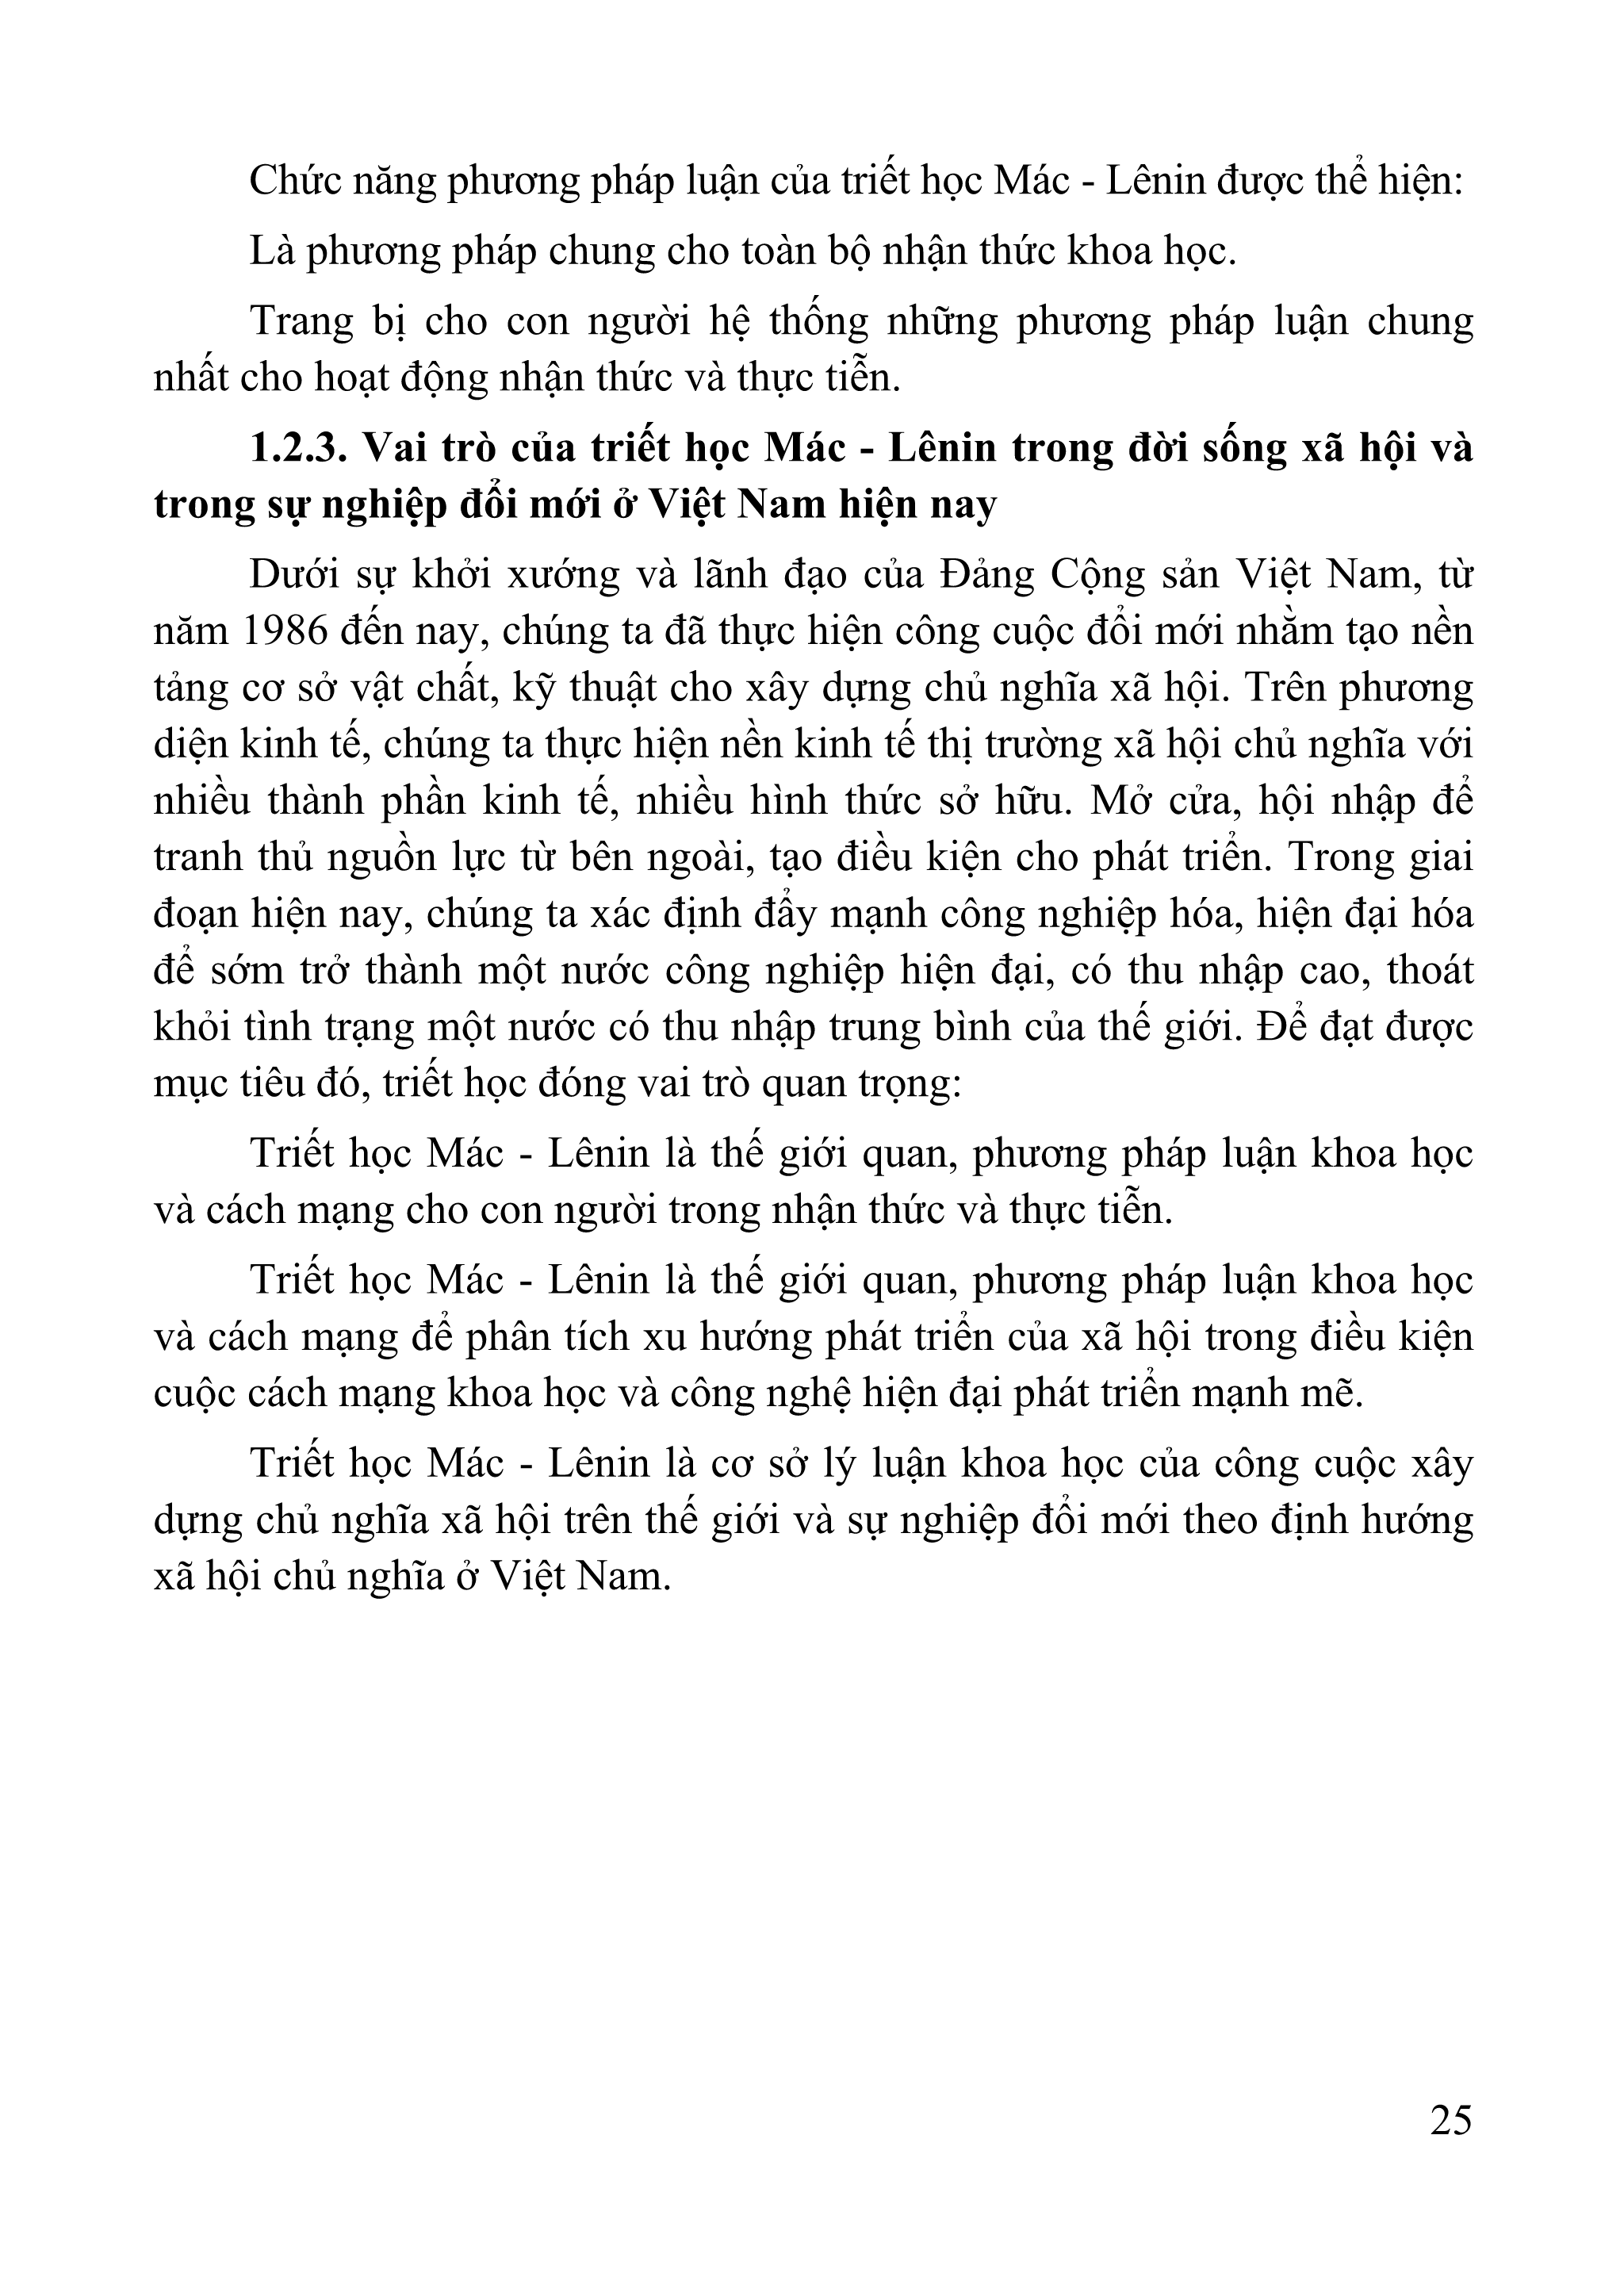 Chức năng phương pháp luận của triết học Mác - Lênin được thể hiện:
Là phương pháp chung cho toàn bộ nhận thức khoa học.
Trang bị cho con người hệ thống những phương pháp luận chung
nhất cho hoạt động nhận thức và thực tiễn.
1.2.3. Vai trò của triết học Mác - Lênin trong đời sống xã hội và
trong sự nghiệp đổi mới ở Việt Nam hiện nay
Dưới sự khởi xướng và lãnh đạo của Đảng Cộng sản Việt Nam, từ
năm 1986 đến nay, chúng ta đã thực hiện công cuộc đổi mới nhằm tạo nền
tảng cơ sở vật chất, kỹ thuật cho xây dựng chủ nghĩa xã hội. Trên phương
diện kinh tế, chúng ta thực hiện nền kinh tế thị trường xã hội chủ nghĩa với
nhiều thành phần kinh tế, nhiều hình thức sở hữu. Mở cửa, hội nhập để
tranh thủ nguồn lực từ bên ngoài, tạo điều kiện cho phát triển. Trong giai
đoạn hiện nay, chúng ta xác định đẩy mạnh công nghiệp hóa, hiện đại hóa
để sớm trở thành một nước công nghiệp hiện đại, có thu nhập cao, thoát
khỏi tình trạng một nước có thu nhập trung bình của thế giới. Để đạt được
mục tiêu đó, triết học đóng vai trò quan trọng:
Triết học Mác - Lênin là thế giới quan, phương pháp luận khoa học
và cách mạng cho con người trong nhận thức và thực tiễn.
Triết học Mác - Lênin là thế giới quan, phương pháp luận khoa học
và cách mạng để phân tích xu hướng phát triển của xã hội trong điều kiện
cuộc cách mạng khoa học và công nghệ hiện đại phát triển mạnh mẽ.
Triết học Mác - Lênin là cơ sở lý luận khoa học của công cuộc xây
dựng chủ nghĩa xã hội trên thế giới và sự nghiệp đổi mới theo định hướng
xã hội chủ nghĩa ở Việt Nam.
25